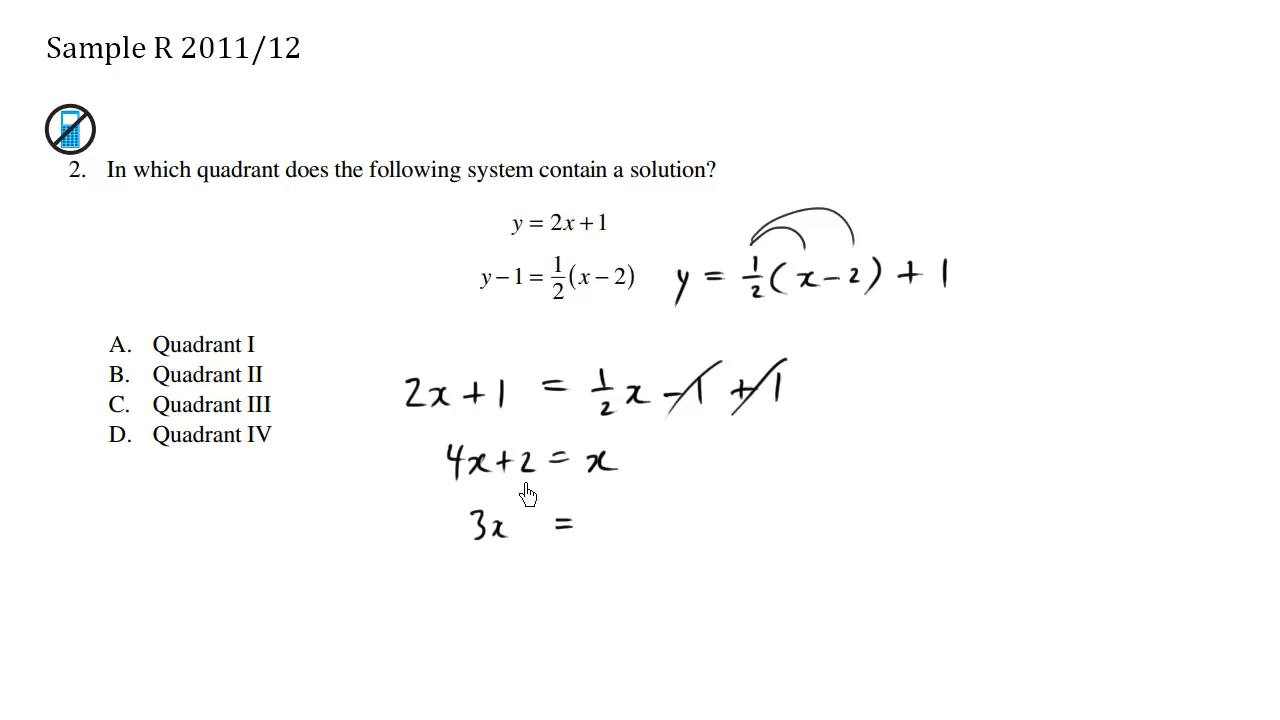 Sample R 2011/12
2. In which quadrant does the following system contain a solution?
y = 2x + 1
y − 1 = 1/2 (x − 2)
y = 1/2 (x − 2) + 1
A. Quadrant I
B. Quadrant II
C. Quadrant III
D. Quadrant IV
2x + 1 = 1/2 x − 1 + 1
4x + 2 = x
3x =